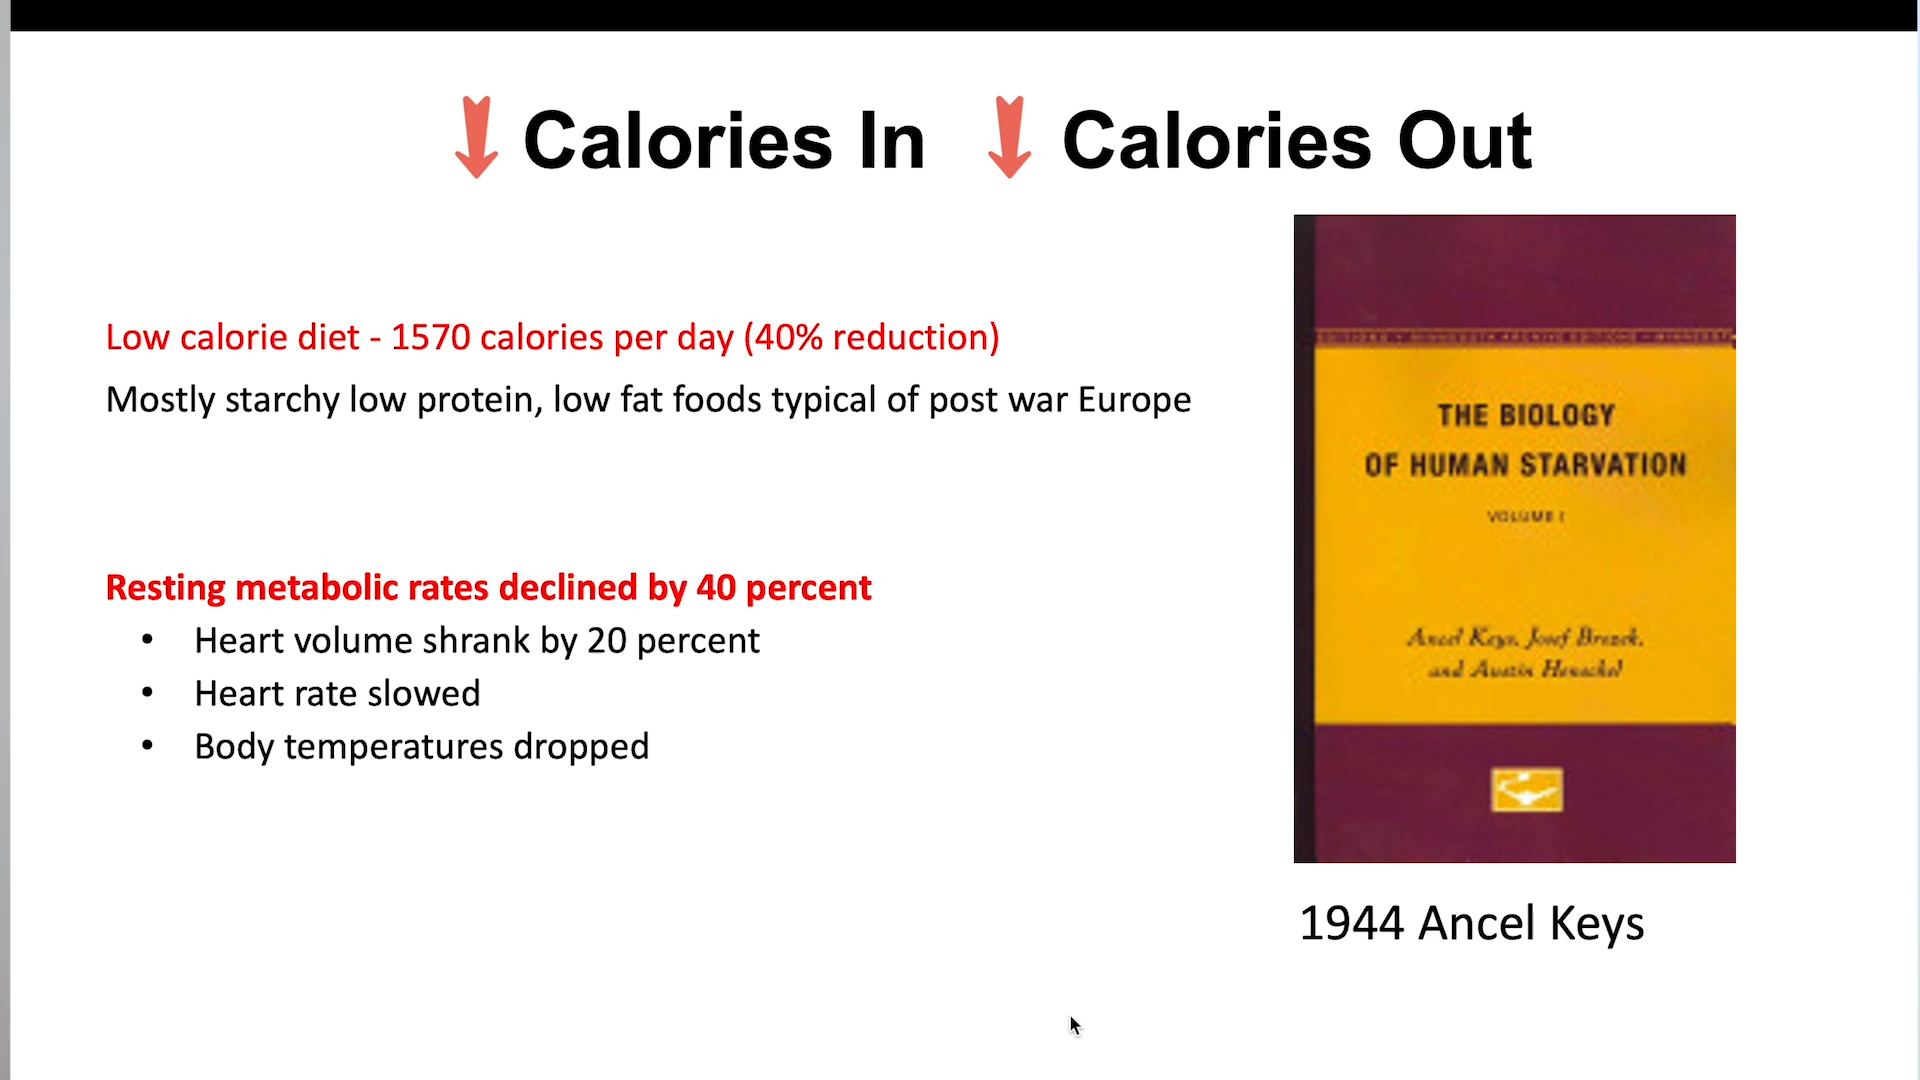 Calories In Calories Out
Low calorie diet - 1570 calories per day (40% reduction)
Mostly starchy low protein, low fat foods typical of post war Europe
Resting metabolic rates declined by 40 percent
• Heart volume shrank by 20 percent
• Heart rate slowed
• Body temperatures dropped
THE BIOLOGY
OF HUMAN STARVATION
VOLUME I
Ancel Keys, Josef Brozek,
and Austin Henschel
1944 Ancel Keys